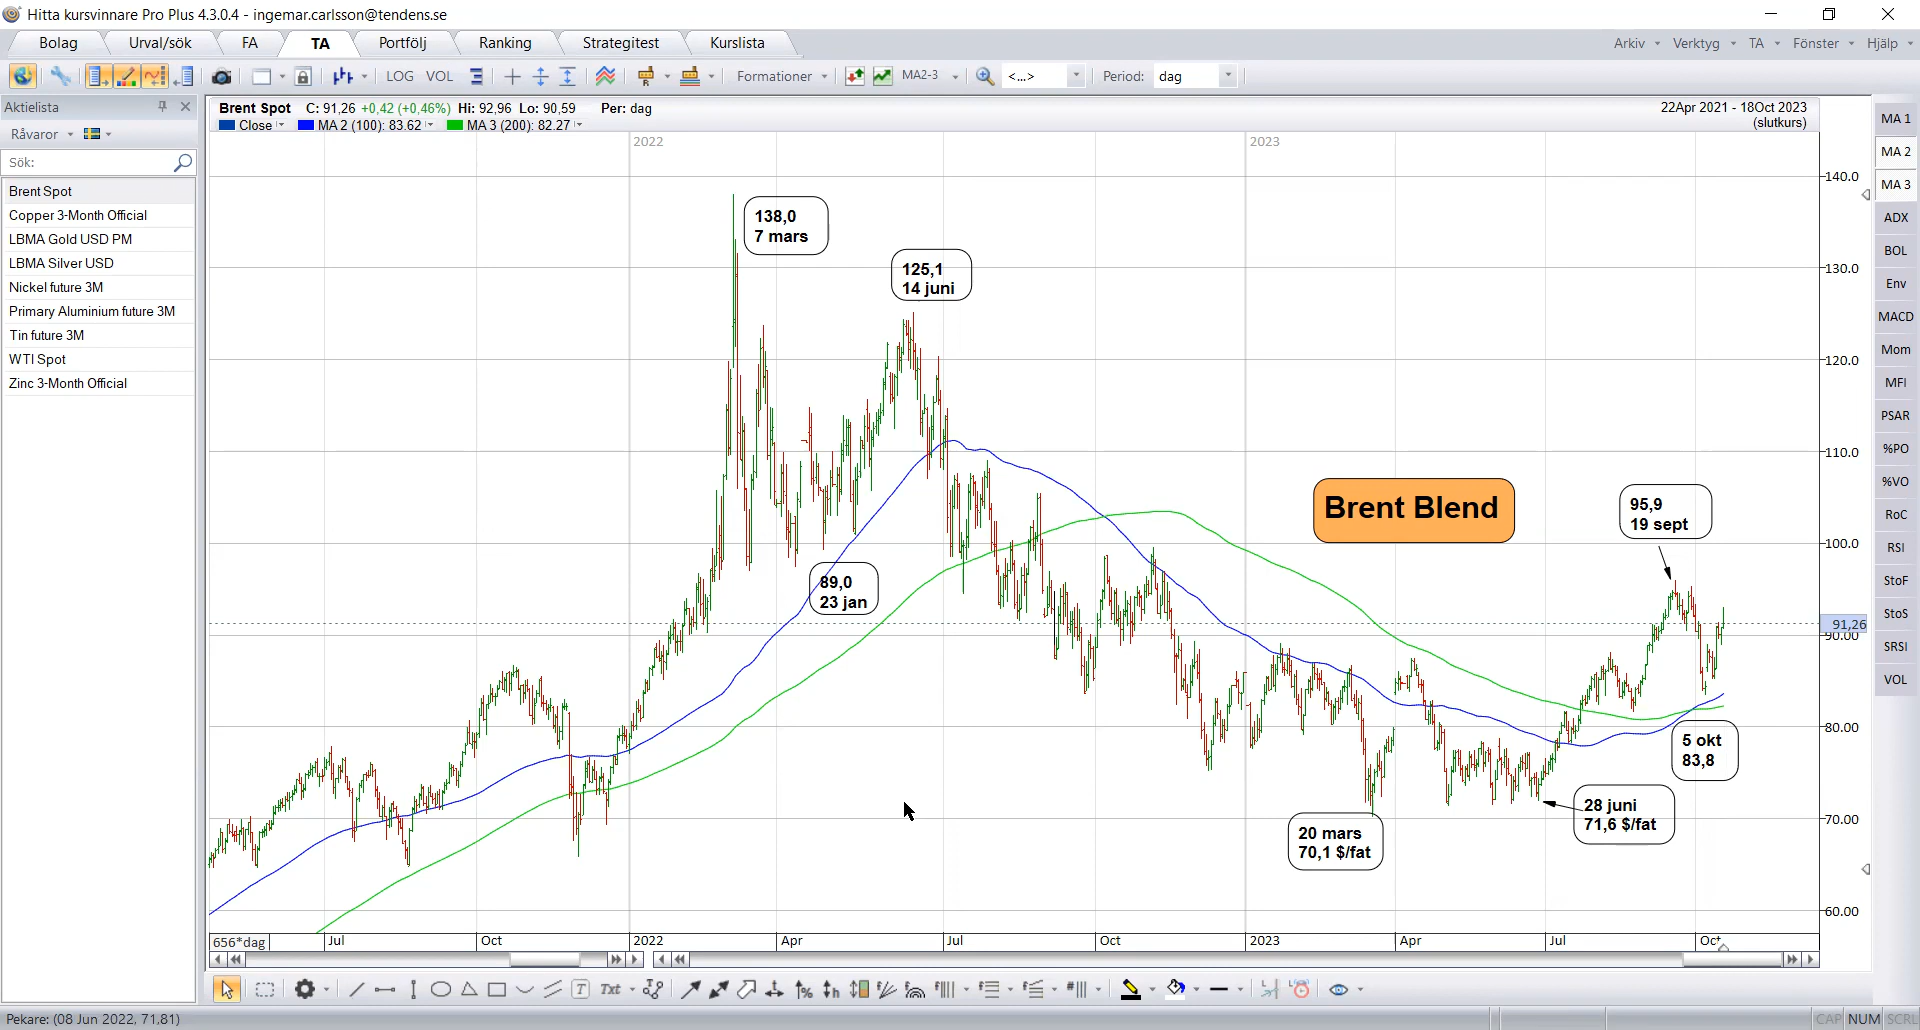 Hitta kursvinnare Pro Plus 4.3.0.4 - ingemar.carlsson@tendens.se
Bolag Urval/sök FA TA Portfölj Ranking Strategitest Kurslista Arkiv Verktyg TA Fönster Hjälp
LOG VOL Formationer MA2-3 <...> Period: dag
Aktielista
Råvaror
Sök:
Brent Spot
Copper 3-Month Official
LBMA Gold USD PM
LBMA Silver USD
Nickel future 3M
Primary Aluminium future 3M
Tin future 3M
WTI Spot
Zinc 3-Month Official
Brent Spot C: 91,26 +0,42 (+0,46%) Hi: 92,96 Lo: 90,59 Per: dag
Close MA 2 (100): 83.62 MA 3 (200): 82.27
22Apr 2021 - 18Oct 2023
(slutkurs)
2022 2023
138,0
7 mars
125,1
14 juni
89,0
23 jan
Brent Blend
95,9
19 sept
5 okt
83,8
20 mars
70,1 $/fat
28 juni
71,6 $/fat
140.0
130.0
120.0
110.0
100.0
91,26
90.00
80.00
70.00
60.00
656*dag Jul Oct 2022 Apr Jul Oct 2023 Apr Jul Oct
MA 1
MA 2
MA 3
ADX
BOL
Env
MACD
Mom
MFI
PSAR
%PO
%VO
RoC
RSI
StoF
StoS
SRSI
VOL
T Txt
Pekare: (08 Jun 2022, 71,81) CAP NUM SCRL